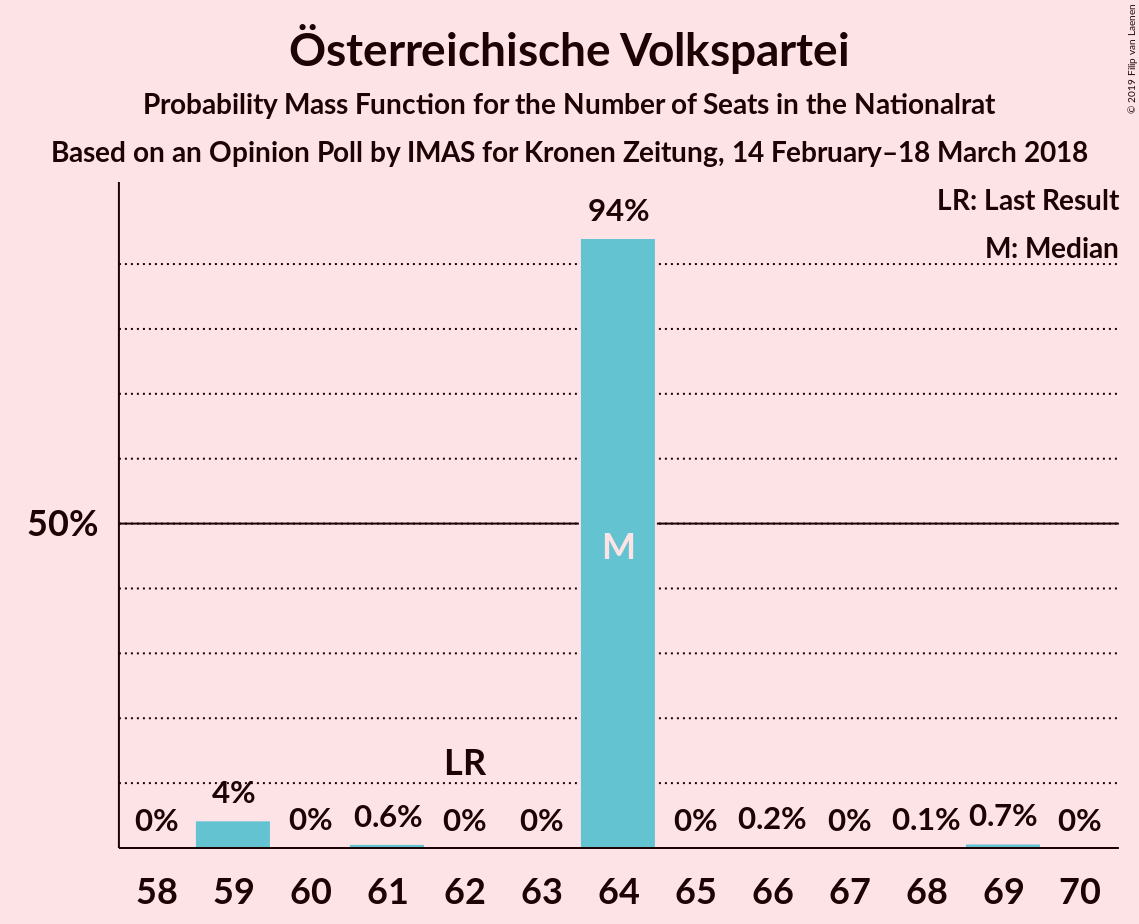 Österreichische Volkspartei
Probability Mass Function for the Number of Seats in the Nationalrat
Based on an Opinion Poll by IMAS for Kronen Zeitung, 14 February–18 March 2018
© 2019 Filip van Laenen
LR: Last Result
M: Median
94%
50%
M
LR
0% 4% 0% 0.6% 0% 0% 0% 0.2% 0% 0.1% 0.7% 0%
58 59 60 61 62 63 64 65 66 67 68 69 70